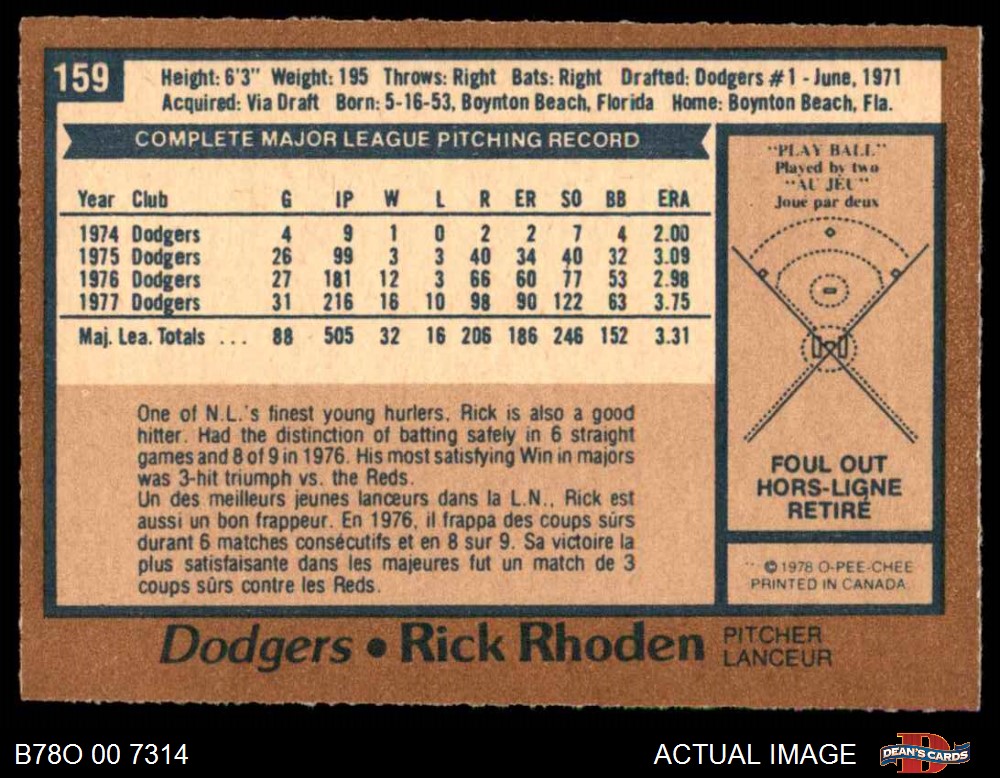 159
Height: 6'3" Weight: 195 Throws: Right Bats: Right Drafted: Dodgers #1 - June, 1971
Acquired: Via Draft Born: 5-16-53, Boynton Beach, Florida Home: Boynton Beach, Fla.
COMPLETE MAJOR LEAGUE PITCHING RECORD
Year Club G IP W L R ER SO BB ERA
1974 Dodgers 4 9 1 0 2 2 7 4 2.00
1975 Dodgers 26 99 3 3 40 34 40 32 3.09
1976 Dodgers 27 181 12 3 66 60 77 53 2.98
1977 Dodgers 31 216 16 10 98 90 122 63 3.75
Maj. Lea. Totals ... 88 505 32 16 206 186 246 152 3.31
One of N.L.'s finest young hurlers, Rick is also a good
hitter. Had the distinction of batting safely in 6 straight
games and 8 of 9 in 1976. His most satisfying Win in majors
was 3-hit triumph vs. the Reds.
Un des meilleurs jeunes lanceurs dans la L.N., Rick est
aussi un bon frappeur. En 1976, il frappa des coups sûrs
durant 6 matches consécutifs et en 8 sur 9. Sa victoire la
plus satisfaisante dans les majeures fut un match de 3
coups sûrs contre les Reds.
"PLAY BALL"
Played by two
"AU JEU"
Joue par deux
FOUL OUT
HORS-LIGNE
RETIRÉ
© 1978 O-PEE-CHEE
PRINTED IN CANADA
Dodgers • Rick Rhoden PITCHER
LANCEUR
B78O 00 7314
ACTUAL IMAGE
DEAN'S CARDS